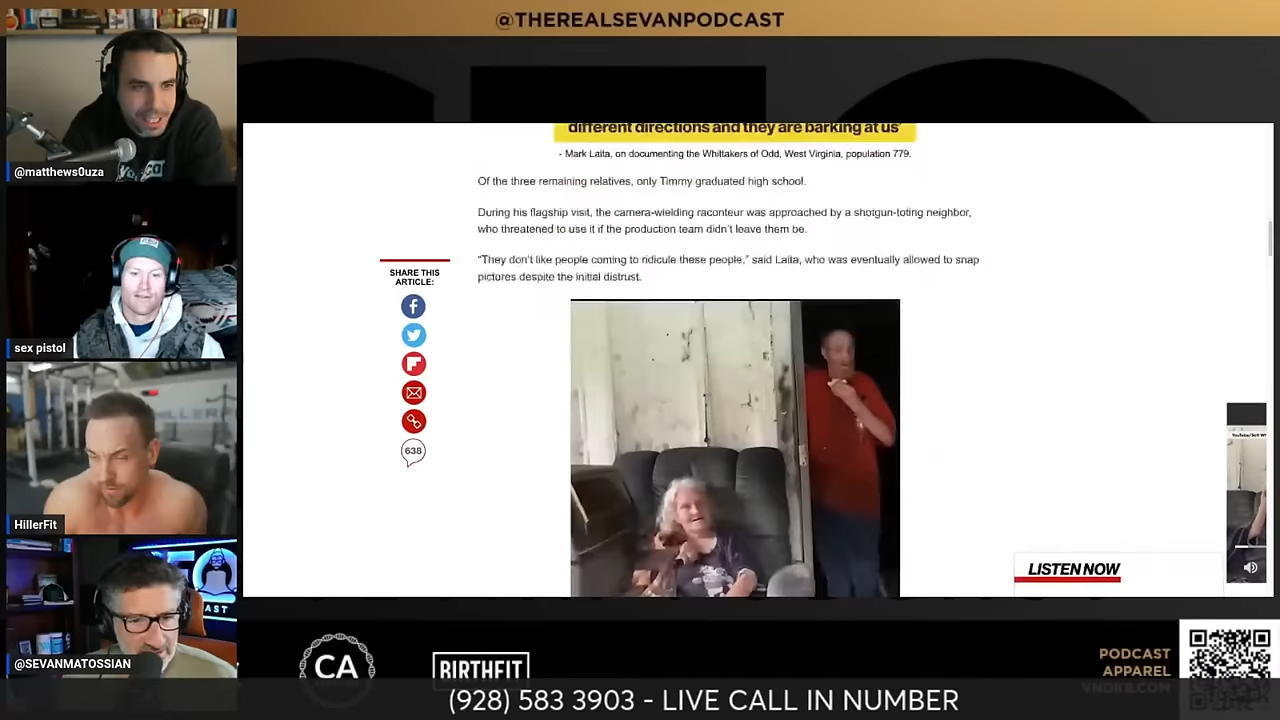 @THEREALSEVANPODCAST
@matthews0uza
sex pistol
HillerFit
@SEVANMATOSSIAN
different directions and they are barking at us'
- Mark Laita, on documenting the Whittakers of Odd, West Virginia, population 779.
Of the three remaining relatives, only Timmy graduated high school.
During his flagship visit, the camera-wielding raconteur was approached by a shotgun-toting neighbor,
who threatened to use it if the production team didn't leave them be.
"They don't like people coming to ridicule these people," said Laita, who was eventually allowed to snap
pictures despite the initial distrust.
SHARE THIS
ARTICLE:
638
LISTEN NOW
CA
BIRTHFIT
PODCAST
APPAREL
VNDK8.COM
(928) 583 3903 - LIVE CALL IN NUMBER